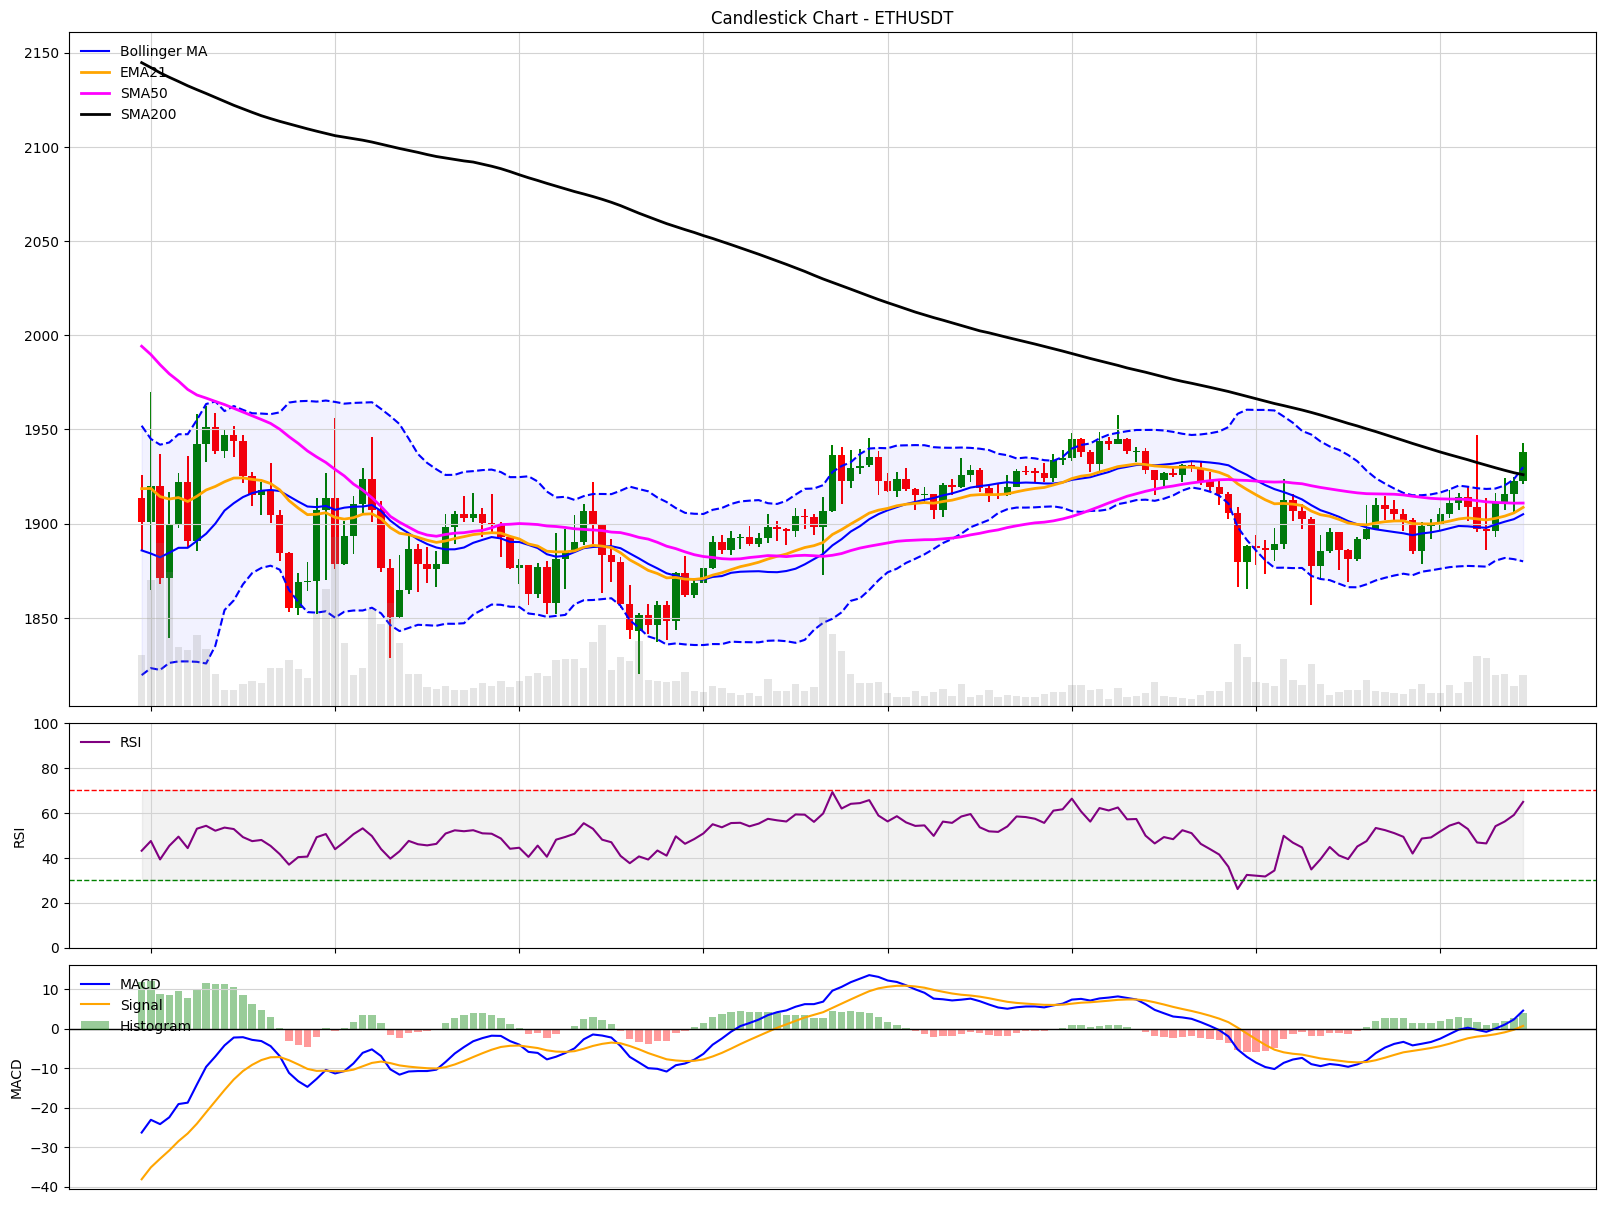 Candlestick Chart - ETHUSDT
Bollinger MA
EMA21
SMA50
SMA200
2150
2100
2050
2000
1950
1900
1850
RSI
RSI
100
80
60
40
20
0
MACD
Signal
Histogram
MACD
10
0
−10
−20
−30
−40